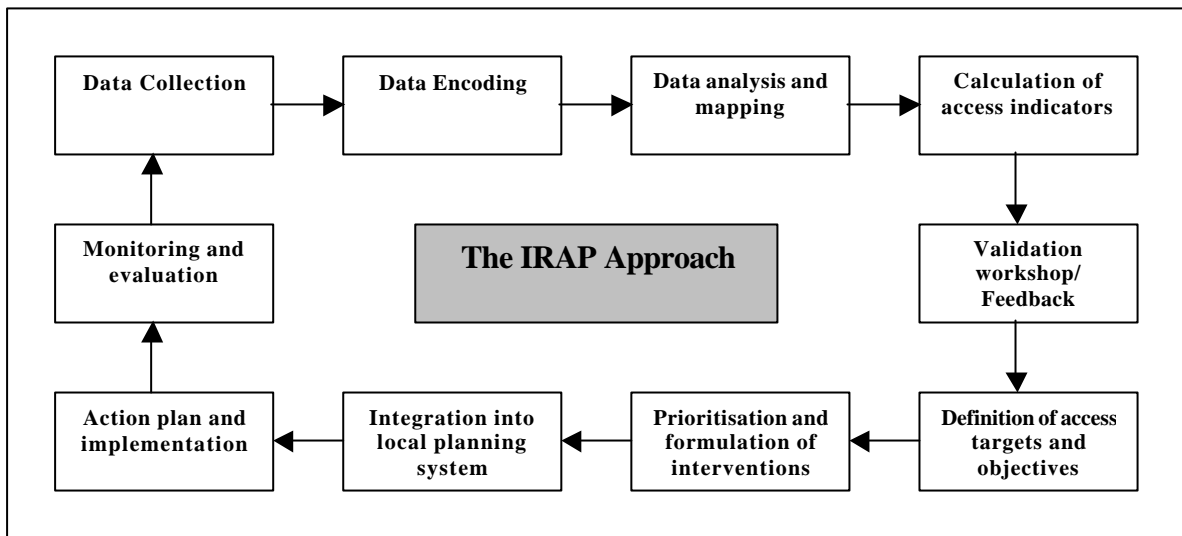 Data Collection
Data Encoding
Data analysis and
mapping
Calculation of
access indicators
Monitoring and
evaluation
The IRAP Approach
Validation
workshop/
Feedback
Action plan and
implementation
Integration into
local planning
system
Prioritisation and
formulation of
interventions
Definition of access
targets and
objectives